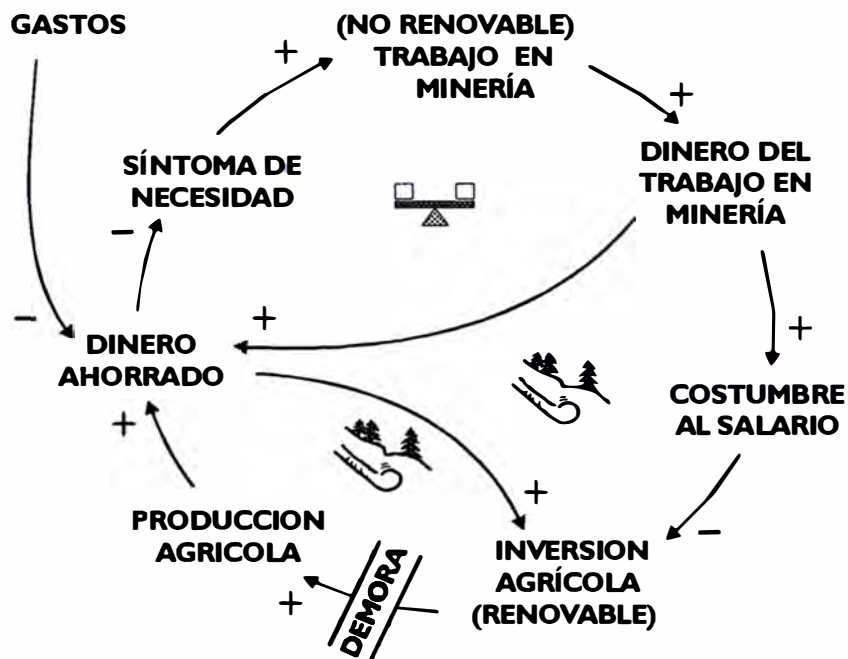 GASTOS
+
(NO RENOVABLE)
TRABAJO EN
MINERÍA
+
SÍNTOMA DE
NECESIDAD
DINERO DEL
TRABAJO EN
MINERÍA
–
–
+
+
DINERO
AHORRADO
COSTUMBRE
AL SALARIO
+
+
–
PRODUCCION
AGRICOLA
INVERSION
AGRÍCOLA
(RENOVABLE)
+
DEMORA